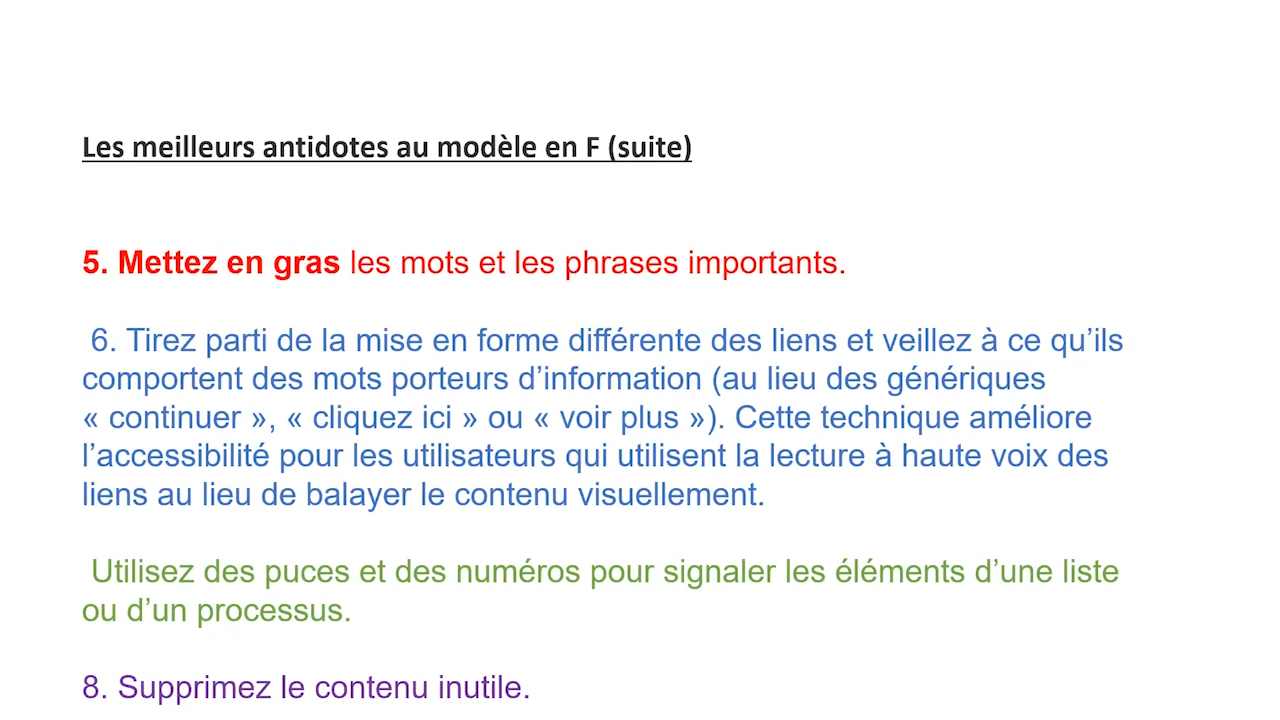 Les meilleurs antidotes au modèle en F (suite)
5. Mettez en gras les mots et les phrases importants.
6. Tirez parti de la mise en forme différente des liens et veillez à ce qu’ils
comportent des mots porteurs d’information (au lieu des génériques
« continuer », « cliquez ici » ou « voir plus »). Cette technique améliore
l’accessibilité pour les utilisateurs qui utilisent la lecture à haute voix des
liens au lieu de balayer le contenu visuellement.
Utilisez des puces et des numéros pour signaler les éléments d’une liste
ou d’un processus.
8. Supprimez le contenu inutile.